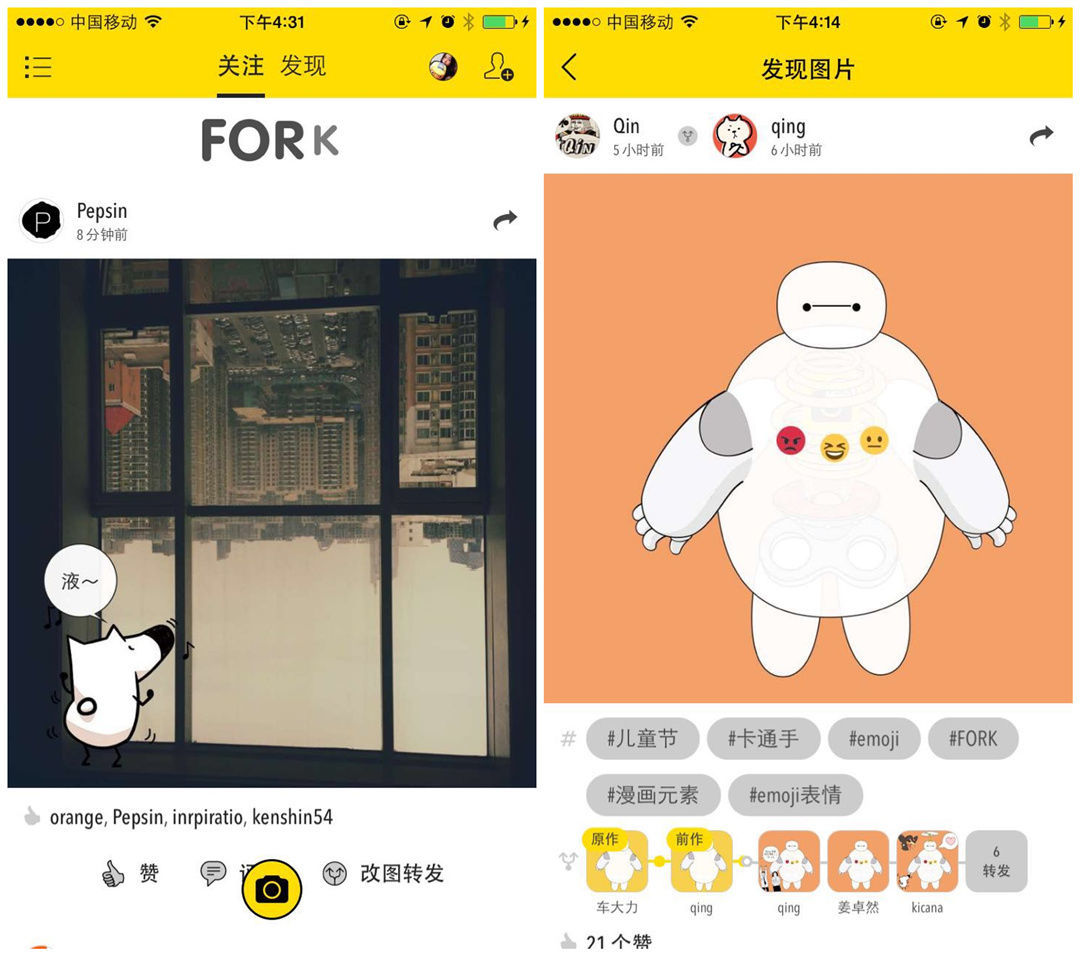 中国移动
下午4:31
关注 发现
FORK
P
Pepsin
8分钟前
液～
orange, Pepsin, inrpiratio, kenshin54
赞
改图转发
中国移动
下午4:14
发现图片
Qin
5小时前
qing
6小时前
QIN
#
#儿童节 #卡通手 #emoji #FORK
#漫画元素 #emoji表情
原作 前作
6
转发
车大力 qing qing 姜卓然 kicana
21个赞